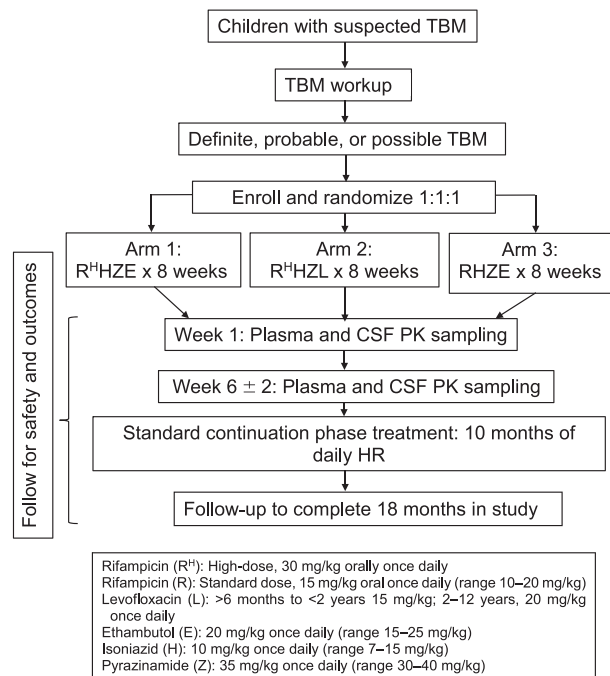 Children with suspected TBM
TBM workup
Definite, probable, or possible TBM
Enroll and randomize 1:1:1
Arm 1:
RᴴHZE x 8 weeks
Arm 2:
RᴴHZL x 8 weeks
Arm 3:
RHZE x 8 weeks
Follow for safety and outcomes
Week 1: Plasma and CSF PK sampling
Week 6 ± 2: Plasma and CSF PK sampling
Standard continuation phase treatment: 10 months of
daily HR
Follow-up to complete 18 months in study
Rifampicin (Rᴴ): High-dose, 30 mg/kg orally once daily
Rifampicin (R): Standard dose, 15 mg/kg oral once daily (range 10–20 mg/kg)
Levofloxacin (L): >6 months to <2 years 15 mg/kg; 2–12 years, 20 mg/kg
once daily
Ethambutol (E): 20 mg/kg once daily (range 15–25 mg/kg)
Isoniazid (H): 10 mg/kg once daily (range 7–15 mg/kg)
Pyrazinamide (Z): 35 mg/kg once daily (range 30–40 mg/kg)